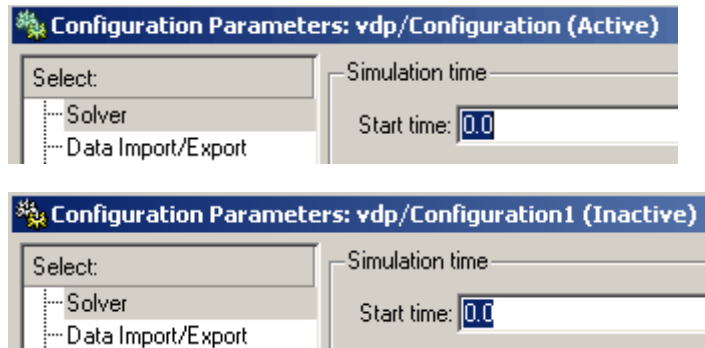 Configuration Parameters: vdp/Configuration (Active)
Select:
Simulation time
Solver
Start time: 0.0
Data Import/Export
Configuration Parameters: vdp/Configuration1 (Inactive)
Select:
Simulation time
Solver
Start time: 0.0
Data Import/Export